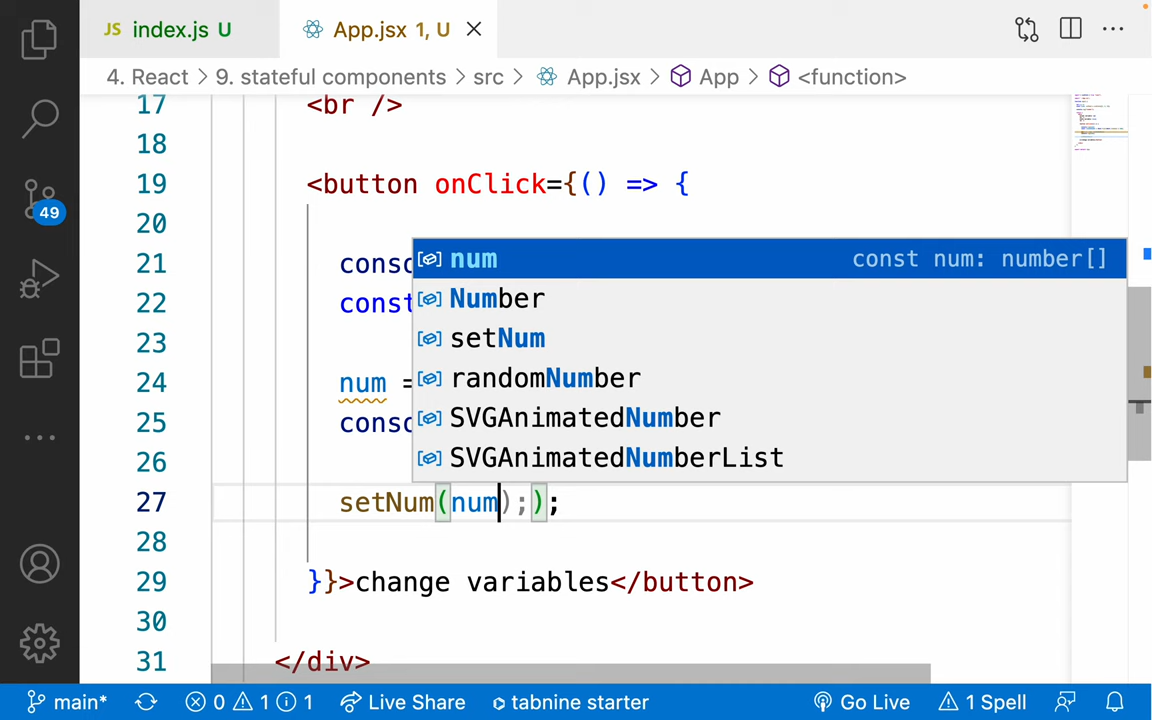 JS index.js U App.jsx 1, U
4. React > 9. stateful components > src > App.jsx > App > <function>
17 <br />
18
19 <button onClick={() => {
20
21 conso
22 const
23
24 num =
25 conso
26
num const num: number[]
Number
setNum
randomNumber
SVGAnimatedNumber
SVGAnimatedNumberList
27 setNum(num););
28
29 }}>change variables</button>
30
31 </div>
49
main* 0 1 1 Live Share tabnine starter Go Live 1 Spell